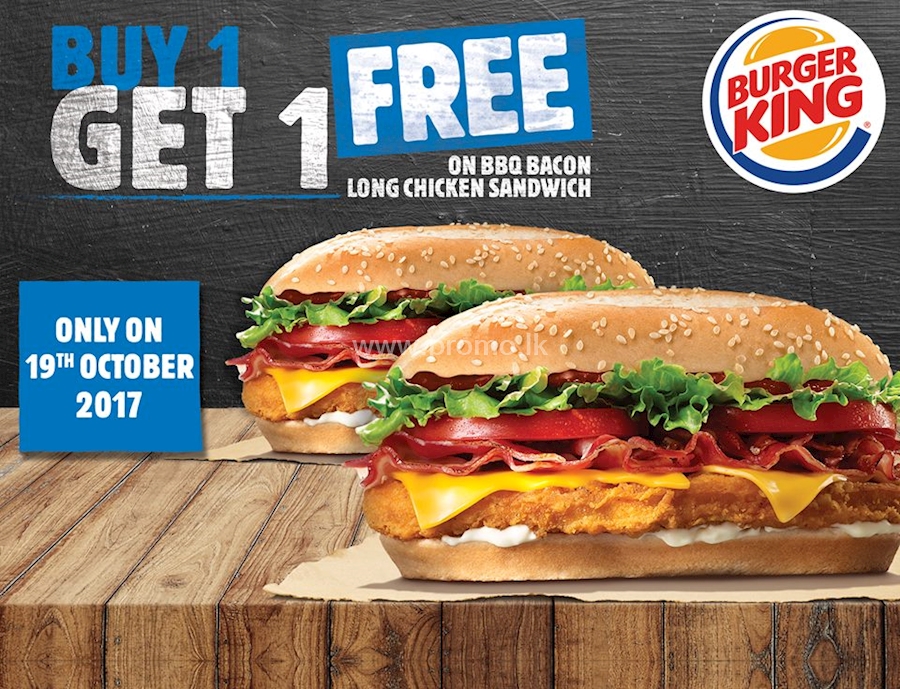 BUY 1
GET 1
FREE
ON BBQ BACON
LONG CHICKEN SANDWICH
BURGER
KING
®
ONLY ON
19TH OCTOBER
2017
www.promo.lk